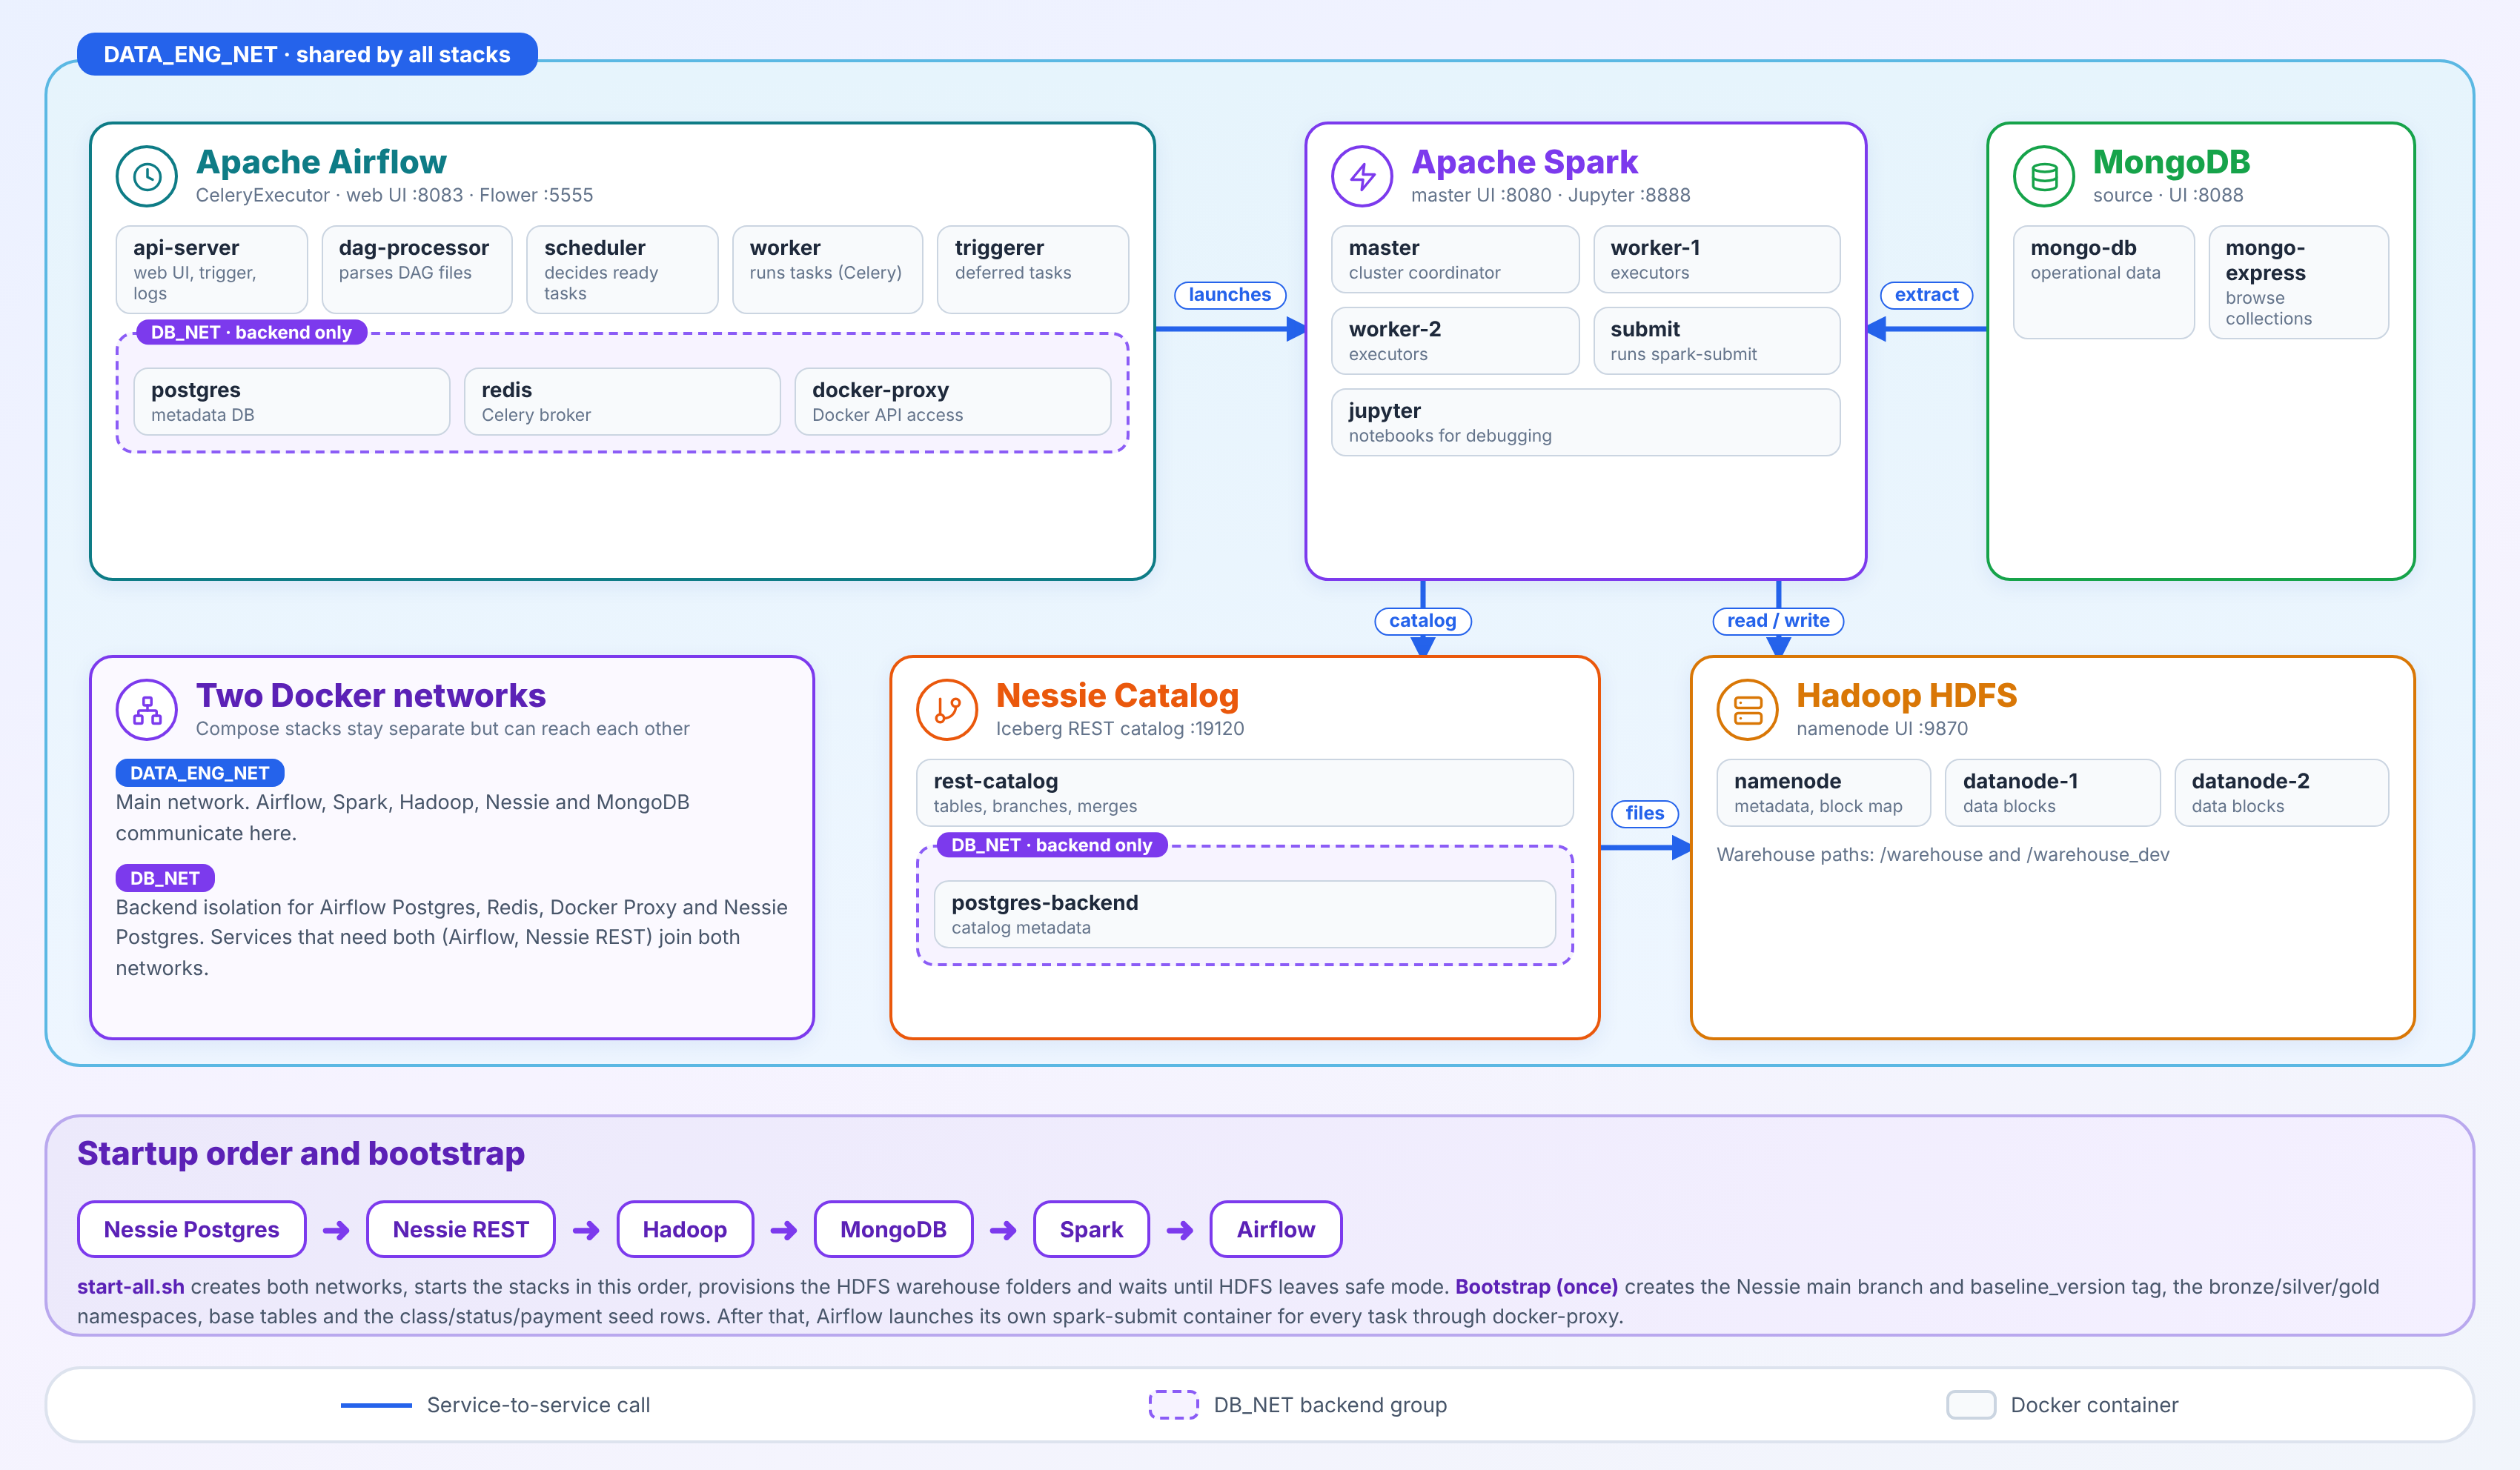 DATA_ENG_NET · shared by all stacks
Apache Airflow
CeleryExecutor · web UI :8083 · Flower :5555
api-server
web UI, trigger,
logs
dag-processor
parses DAG files
scheduler
decides ready
tasks
worker
runs tasks (Celery)
triggerer
deferred tasks
DB_NET · backend only
postgres
metadata DB
redis
Celery broker
docker-proxy
Docker API access
launches
Apache Spark
master UI :8080 · Jupyter :8888
master
cluster coordinator
worker-1
executors
worker-2
executors
submit
runs spark-submit
jupyter
notebooks for debugging
extract
MongoDB
source · UI :8088
mongo-db
operational data
mongo-
express
browse
collections
catalog
read / write
Two Docker networks
Compose stacks stay separate but can reach each other
DATA_ENG_NET
Main network. Airflow, Spark, Hadoop, Nessie and MongoDB
communicate here.
DB_NET
Backend isolation for Airflow Postgres, Redis, Docker Proxy and Nessie
Postgres. Services that need both (Airflow, Nessie REST) join both
networks.
Nessie Catalog
Iceberg REST catalog :19120
rest-catalog
tables, branches, merges
DB_NET · backend only
postgres-backend
catalog metadata
files
Hadoop HDFS
namenode UI :9870
namenode
metadata, block map
datanode-1
data blocks
datanode-2
data blocks
Warehouse paths: /warehouse and /warehouse_dev
Startup order and bootstrap
Nessie Postgres ➜ Nessie REST ➜ Hadoop ➜ MongoDB ➜ Spark ➜ Airflow
start-all.sh creates both networks, starts the stacks in this order, provisions the HDFS warehouse folders and waits until HDFS leaves safe mode. Bootstrap (once) creates the Nessie main branch and baseline_version tag, the bronze/silver/gold
namespaces, base tables and the class/status/payment seed rows. After that, Airflow launches its own spark-submit container for every task through docker-proxy.
Service-to-service call
DB_NET backend group
Docker container